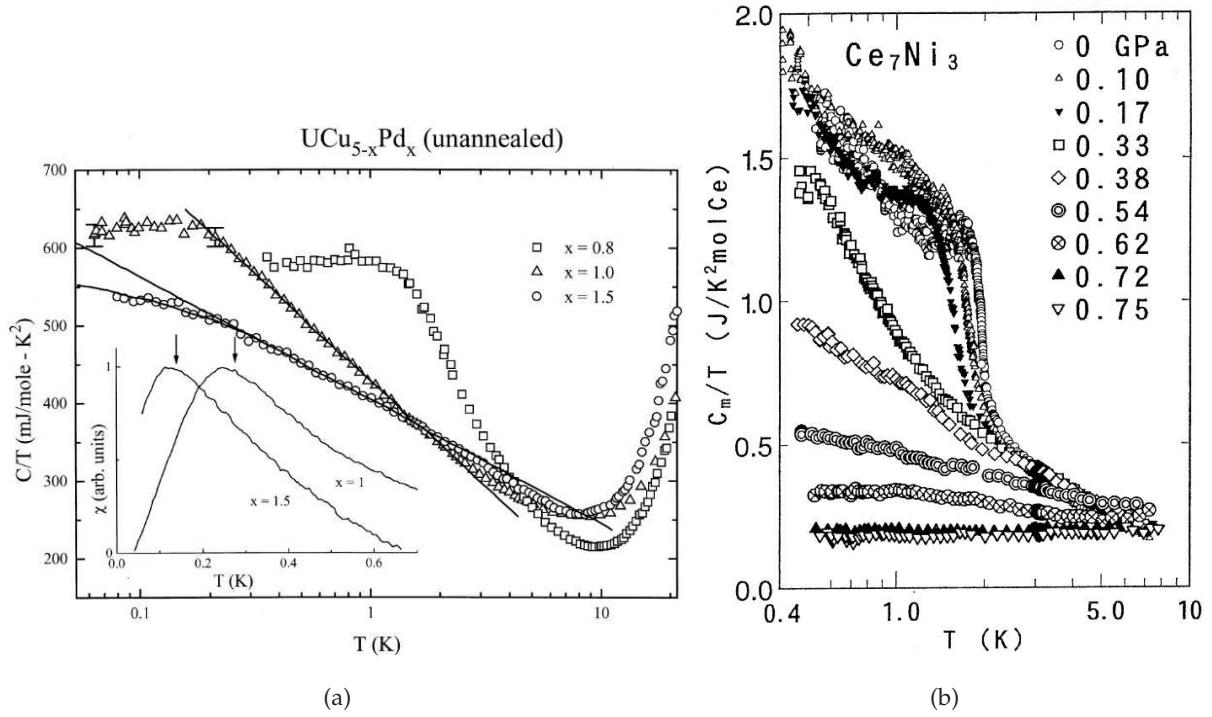 UCu5-xPdx (unannealed)
700
600
500
400
300
200
C/T (mJ/mole - K2)
x = 0.8
x = 1.0
x = 1.5
1
0
χ (arb. units)
x = 1
x = 1.5
0.0
0.2
0.4
0.6
T (K)
0.1
1
10
T (K)
(a)
Ce7Ni3
2.0
1.5
1.0
0.5
0.0
Cm/T (J/K2molCe)
0 GPa
0.10
0.17
0.33
0.38
0.54
0.62
0.72
0.75
0.4
1.0
5.0
10
T (K)
(b)